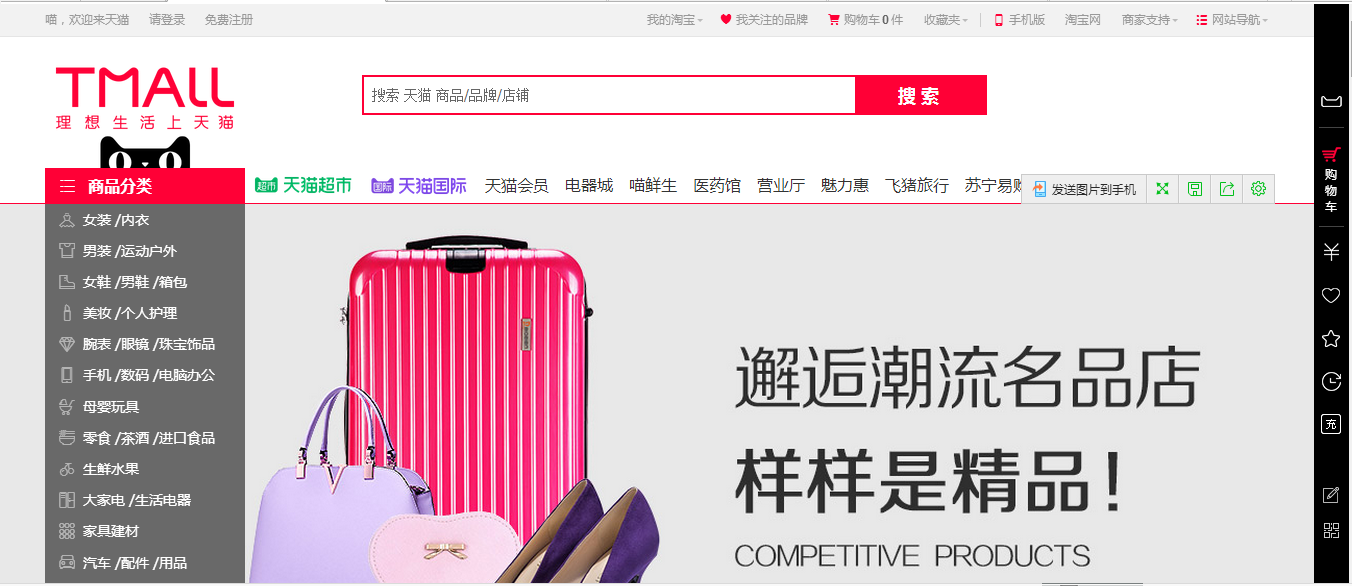 喵，欢迎来天猫 请登录 免费注册 我的淘宝 我关注的品牌 购物车0件 收藏夹 手机版 淘宝网 商家支持 网站导航
TMALL
理想生活上天猫
搜索 天猫 商品/品牌/店铺 搜索
商品分类 超市 天猫超市 国际 天猫国际 天猫会员 电器城 喵鲜生 医药馆 营业厅 魅力惠 飞猪旅行 苏宁易购
发送图片到手机
购物车
女装 /内衣
男装 /运动户外
女鞋 /男鞋 /箱包
美妆 /个人护理
腕表 /眼镜 /珠宝饰品
手机 /数码 /电脑办公
母婴玩具
零食 /茶酒 /进口食品
生鲜水果
大家电 /生活电器
家具建材
汽车 /配件 /用品
邂逅潮流名品店
样样是精品！
COMPETITIVE PRODUCTS
充